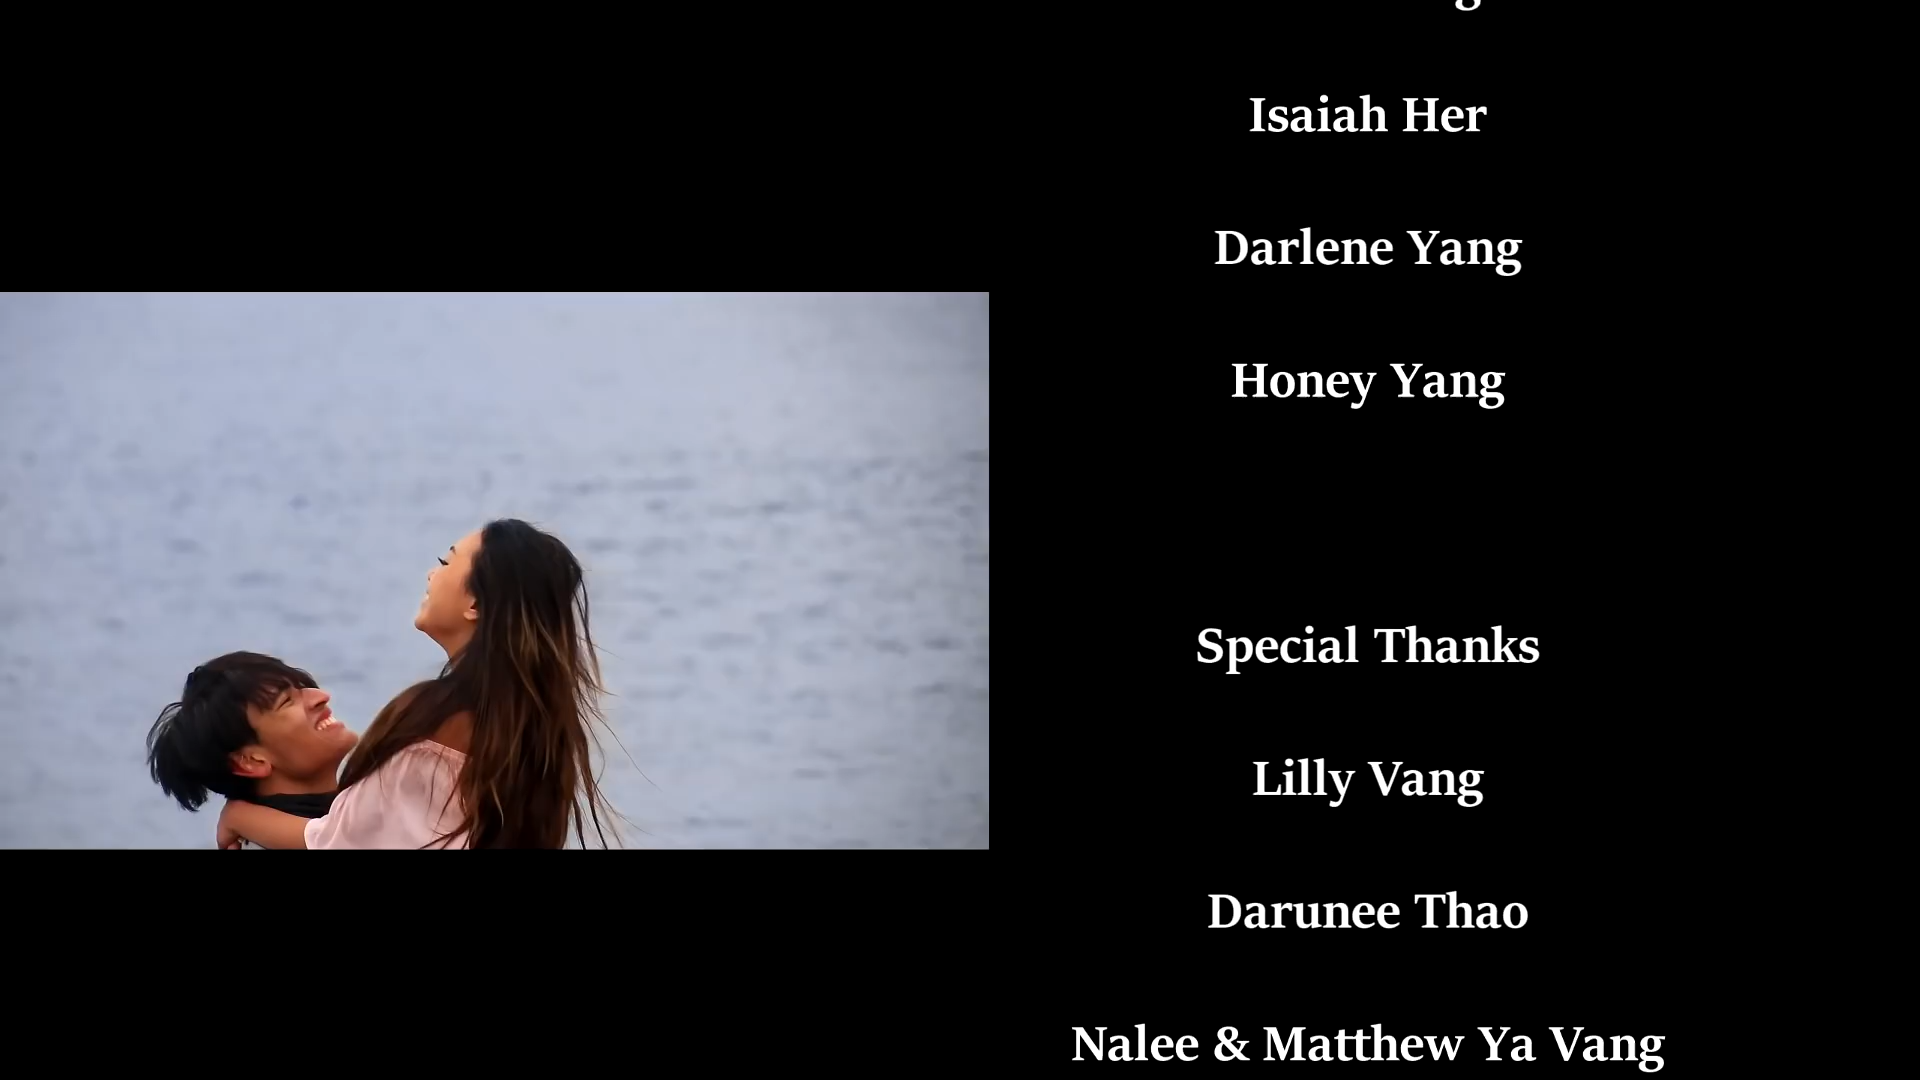 Isaiah Her
Darlene Yang
Honey Yang
Special Thanks
Lilly Vang
Darunee Thao
Nalee & Matthew Ya Vang